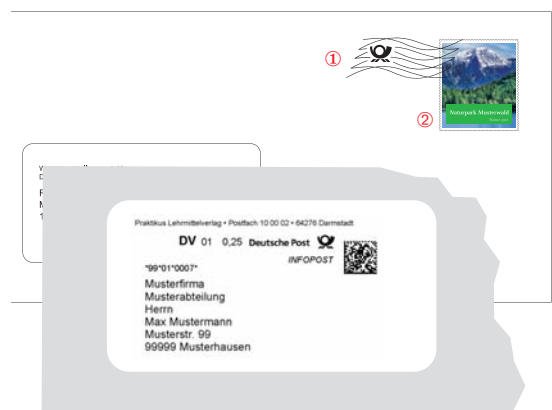 ①
②
Naturpark Musterwald
Praktikus Lehrmittelverlag • Postfach 10 00 02 • 64276 Darmstadt
DV 01 0,25 Deutsche Post
INFOPOST
*99*01*0007*
Musterfirma
Musterabteilung
Herrn
Max Mustermann
Musterstr. 99
99999 Musterhausen